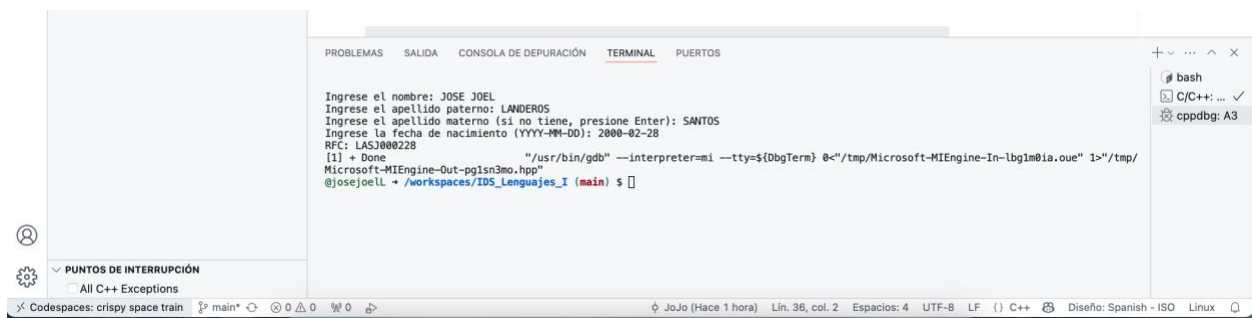 PROBLEMAS SALIDA CONSOLA DE DEPURACIÓN TERMINAL PUERTOS
bash
C/C++: ...
cppdbg: A3
Ingrese el nombre: JOSE JOEL
Ingrese el apellido paterno: LANDEROS
Ingrese el apellido materno (si no tiene, presione Enter): SANTOS
Ingrese la fecha de nacimiento (YYYY-MM-DD): 2000-02-28
RFC: LASJ000228
[1] + Done "/usr/bin/gdb" --interpreter=mi --tty=${DbgTerm} 0<"/tmp/Microsoft-MIEngine-In-lbg1m0ia.oue" 1>"/tmp/
Microsoft-MIEngine-Out-pg1sn3mo.hpp"
@josejoelL → /workspaces/IDS_Lenguajes_I (main) $
PUNTOS DE INTERRUPCIÓN
All C++ Exceptions
Codespaces: crispy space train main* 0 0 0 JoJo (Hace 1 hora) Lín. 36, col. 2 Espacios: 4 UTF-8 LF {} C++ Diseño: Spanish - ISO Linux